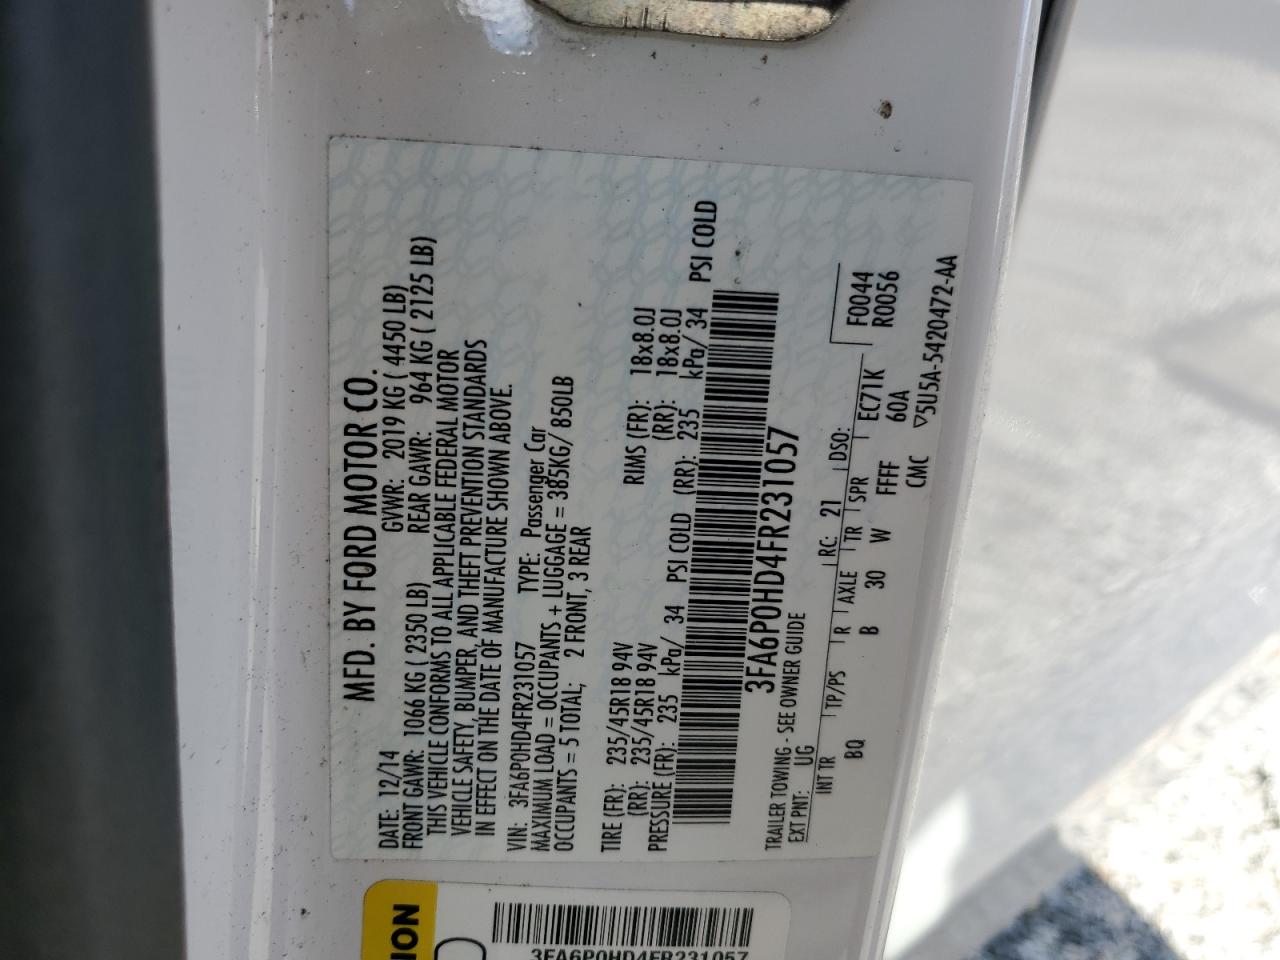 MFD. BY FORD MOTOR CO.
DATE: 12/14 GVWR: 2019 KG ( 4450 LB)
FRONT GAWR: 1066 KG ( 2350 LB) REAR GAWR: 964 KG ( 2125 LB)
THIS VEHICLE CONFORMS TO ALL APPLICABLE FEDERAL MOTOR
VEHICLE SAFETY, BUMPER, AND THEFT PREVENTION STANDARDS
IN EFFECT ON THE DATE OF MANUFACTURE SHOWN ABOVE.
VIN: 3FA6P0HD4FR231057 TYPE: Passenger Car
MAXIMUM LOAD = OCCUPANTS + LUGGAGE = 385KG/ 850LB
OCCUPANTS = 5 TOTAL; 2 FRONT, 3 REAR
TIRE (FR): 235/45R18 94V RIMS (FR): 18x8.0J
(RR): 235/45R18 94V (RR): 18x8.0J
PRESSURE (FR): 235 kPa/ 34 PSI COLD (RR): 235 kPa/ 34 PSI COLD
3FA6P0HD4FR231057
TRAILER TOWING - SEE OWNER GUIDE
EXT PNT: UG RC: 21 DSO: F0044
INT TR TP/PS R AXLE TR SPR EC71K R0056
BQ B 30 W FFFF 60A
CMC ▽5U5A-5420472-AA
ION
3FA6P0HD4FR231057